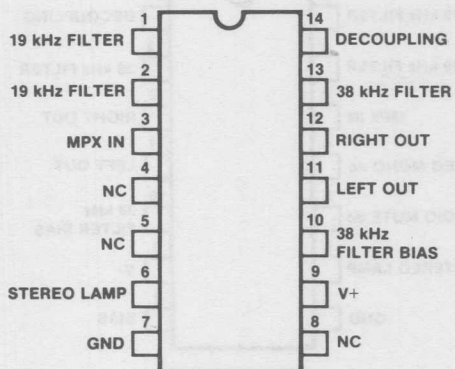 1 14
19 kHz FILTER DECOUPLING
2 13
19 kHz FILTER 38 kHz FILTER
3 12
MPX IN RIGHT OUT
4 11
NC LEFT OUT
5 10
NC 38 kHz
FILTER BIAS
6 9
STEREO LAMP V+
7 8
GND NC